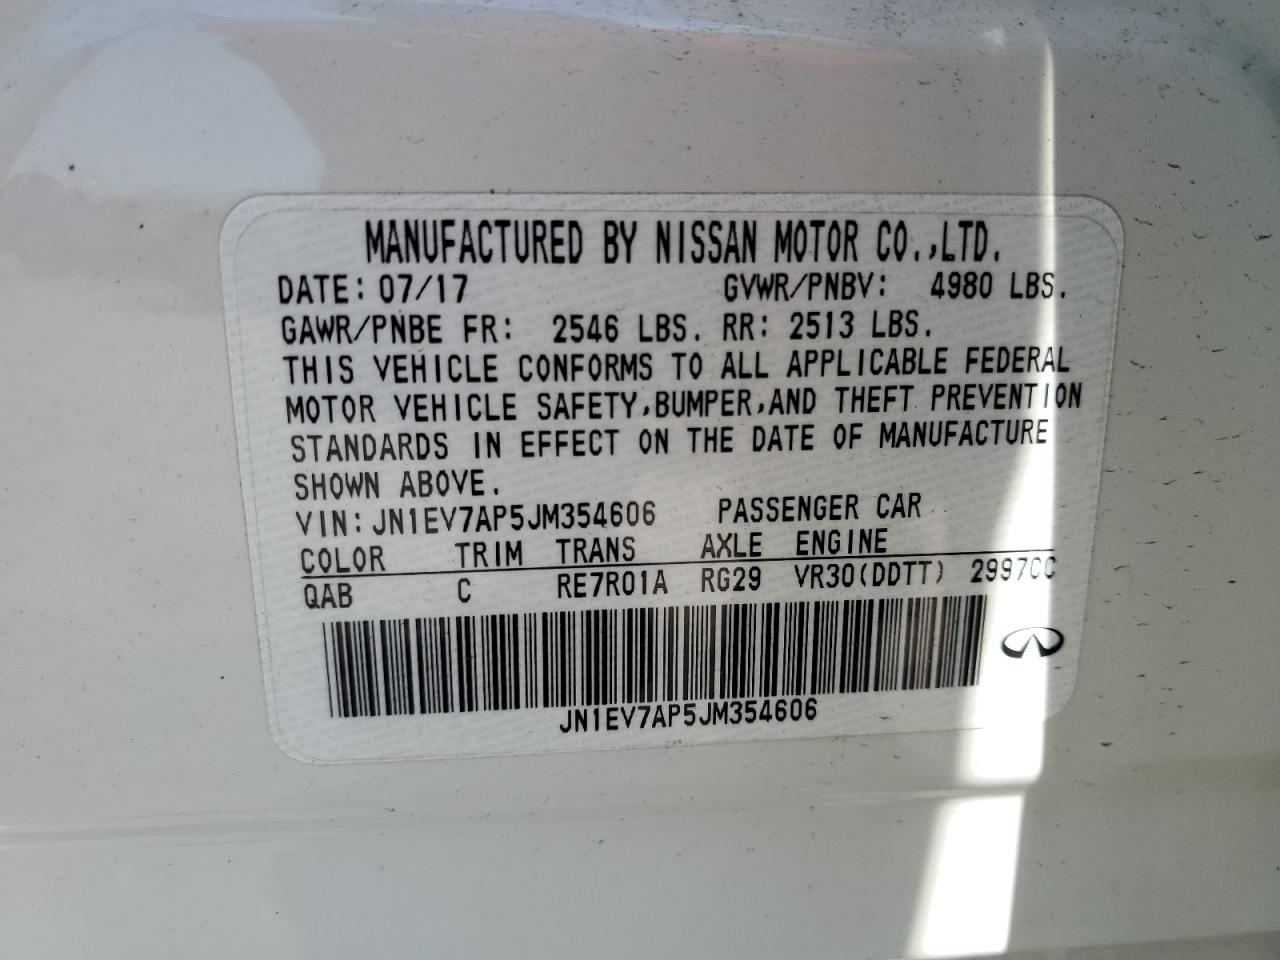 MANUFACTURED BY NISSAN MOTOR CO.,LTD.
DATE: 07/17 GVWR/PNBV: 4980 LBS.
GAWR/PNBE FR: 2546 LBS. RR: 2513 LBS.
THIS VEHICLE CONFORMS TO ALL APPLICABLE FEDERAL
MOTOR VEHICLE SAFETY,BUMPER,AND THEFT PREVENTION
STANDARDS IN EFFECT ON THE DATE OF MANUFACTURE
SHOWN ABOVE.
VIN:JN1EV7AP5JM354606 PASSENGER CAR
COLOR TRIM TRANS AXLE ENGINE
QAB C RE7R01A RG29 VR30(DDTT) 2997CC
JN1EV7AP5JM354606